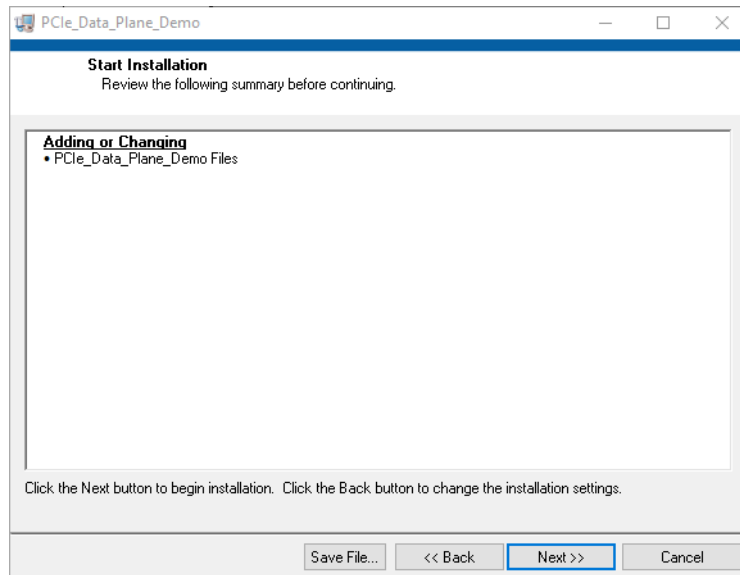 PCIe_Data_Plane_Demo
Start Installation
Review the following summary before continuing.
Adding or Changing
• PCIe_Data_Plane_Demo Files
Click the Next button to begin installation.  Click the Back button to change the installation settings.
Save File...
<< Back
Next >>
Cancel